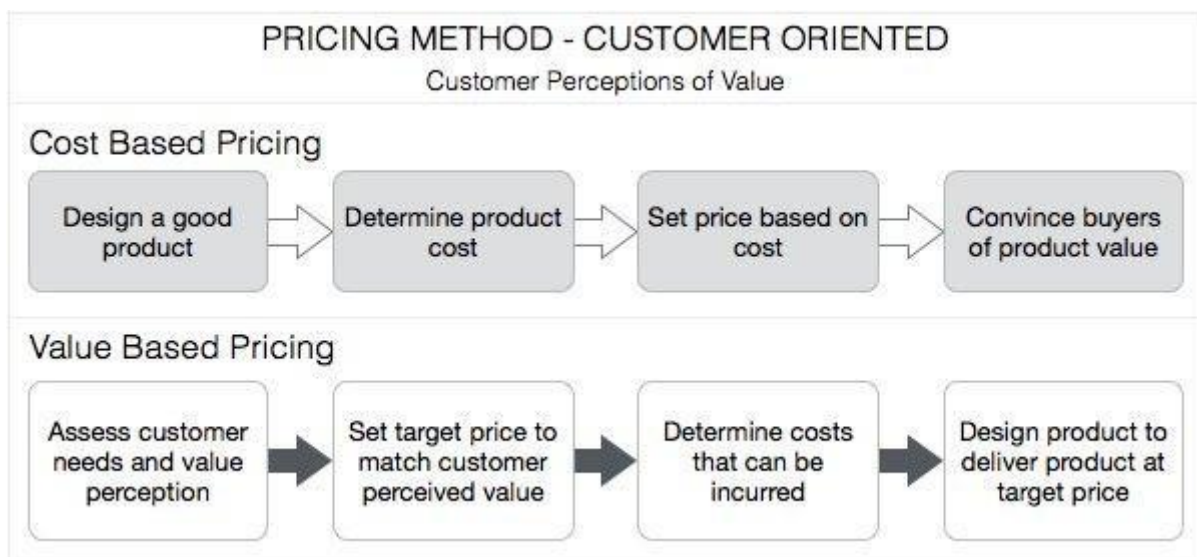 PRICING METHOD - CUSTOMER ORIENTED
Customer Perceptions of Value
Cost Based Pricing
Design a good
product
Determine product
cost
Set price based on
cost
Convince buyers
of product value
Value Based Pricing
Assess customer
needs and value
perception
Set target price to
match customer
perceived value
Determine costs
that can be
incurred
Design product to
deliver product at
target price